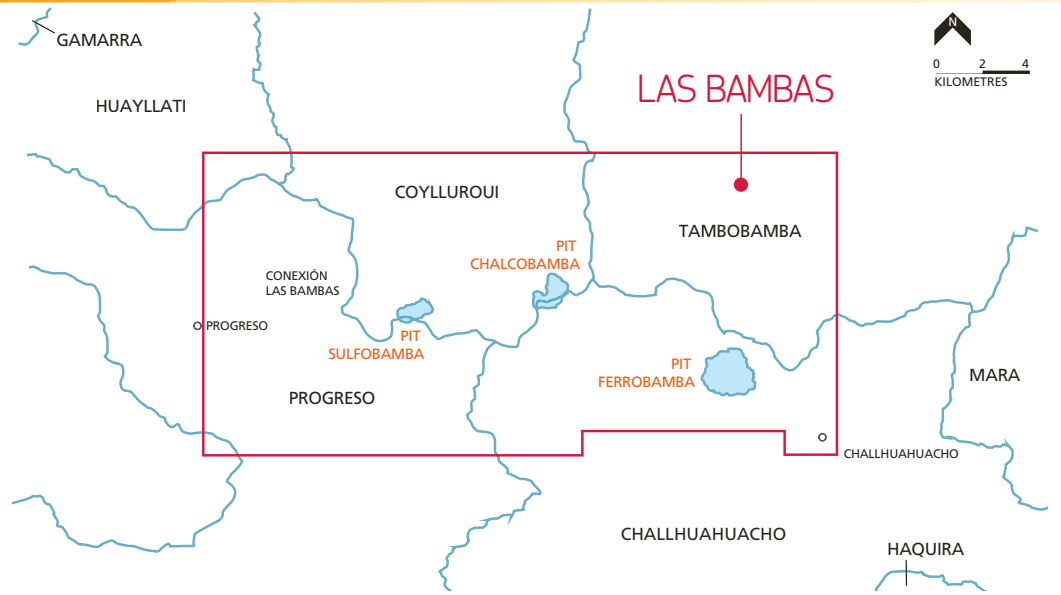 GAMARRA
N
0 2 4
KILOMETRES
HUAYLLATI
LAS BAMBAS
COYLLUROUI
TAMBOBAMBA
PIT
CHALCOBAMBA
CONEXIÓN
LAS BAMBAS
PROGRESO
PIT
SULFOBAMBA
PIT
FERROBAMBA
MARA
PROGRESO
CHALLHUAHUACHO
CHALLHUAHUACHO
HAQUIRA